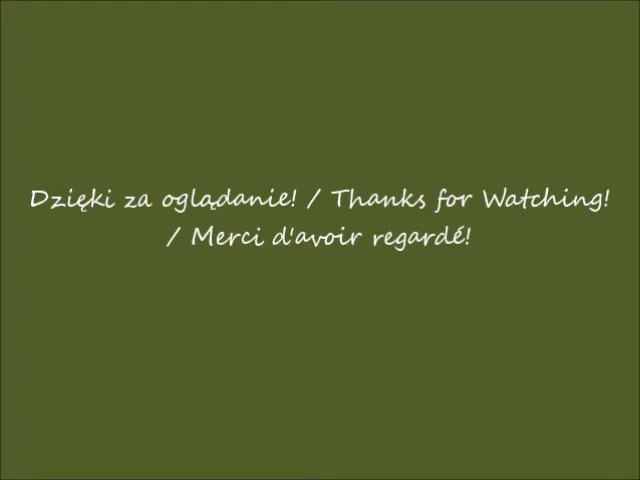 Dzięki za oglądanie! / Thanks for Watching!
/ Merci d'avoir regardé!